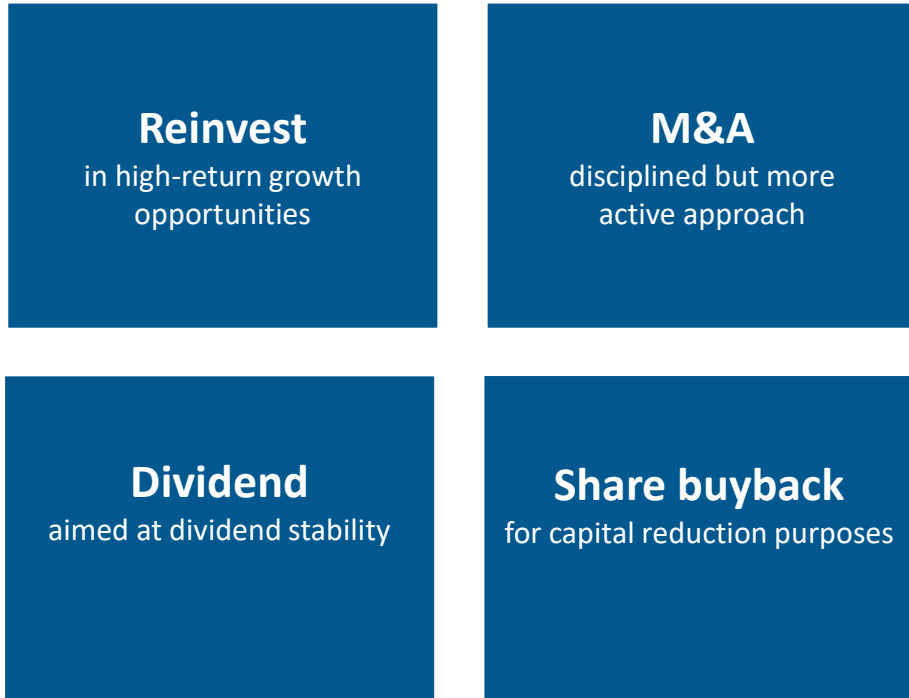 Reinvest
in high-return growth
opportunities
M&A
disciplined but more
active approach
Dividend
aimed at dividend stability
Share buyback
for capital reduction purposes